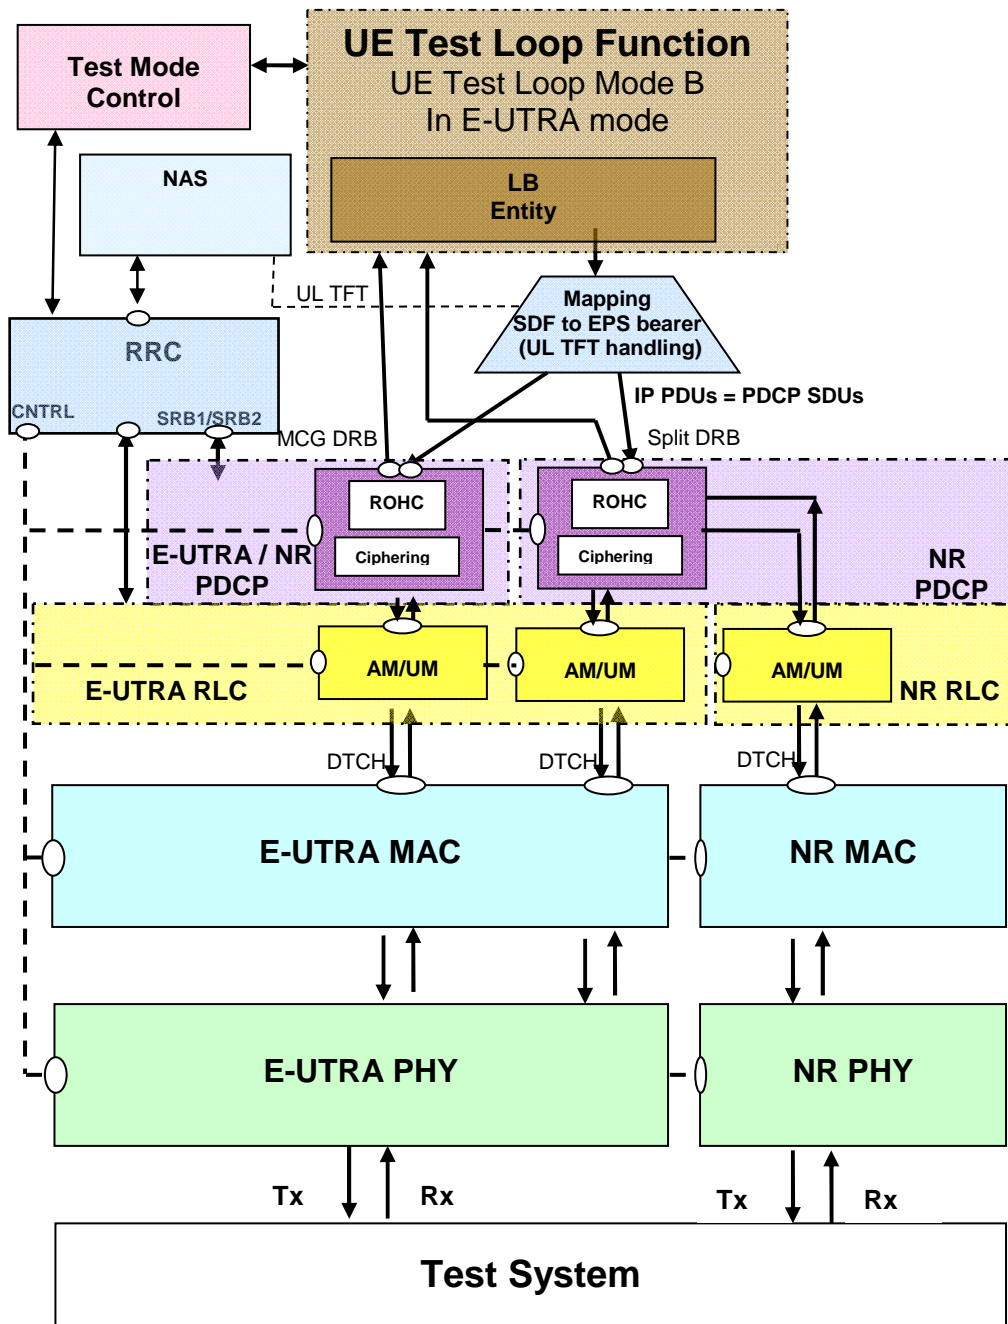 UE Test Loop Function
UE Test Loop Mode B
In E-UTRA mode
Test Mode
Control
NAS
LB
Entity
UL TFT
Mapping
SDF to EPS bearer
(UL TFT handling)
RRC
CNTRL
SRB1/SRB2
IP PDUs = PDCP SDUs
MCG DRB
Split DRB
ROHC
ROHC
Ciphering
Ciphering
E-UTRA / NR
PDCP
NR
PDCP
AM/UM
AM/UM
AM/UM
E-UTRA RLC
NR RLC
DTCH
DTCH
DTCH
E-UTRA MAC
NR MAC
E-UTRA PHY
NR PHY
Tx
Rx
Tx
Rx
Test System